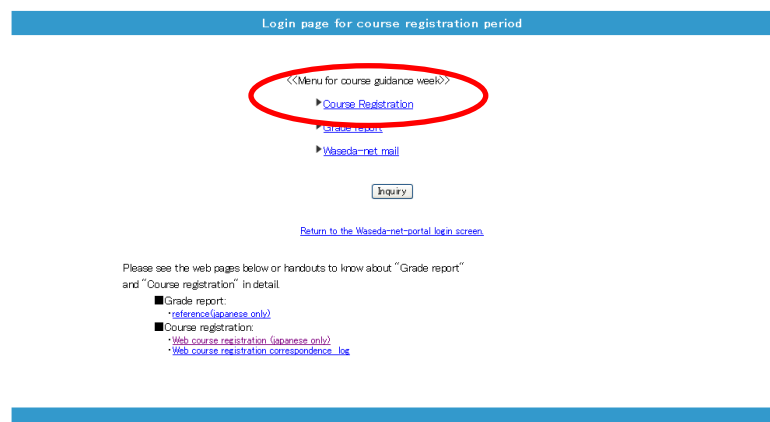 Login page for course registration period
<<Menu for course guidance week>>
▶Course Registration
▶Grade report
▶Waseda-net mail
Inquiry
Return to the Waseda-net-portal login screen.
Please see the web pages below or handouts to know about "Grade report"
and "Course registration" in detail.
■Grade report:
・reference(japanese only)
■Course registration:
・Web course registration (japanese only)
・Web course registration correspondence log